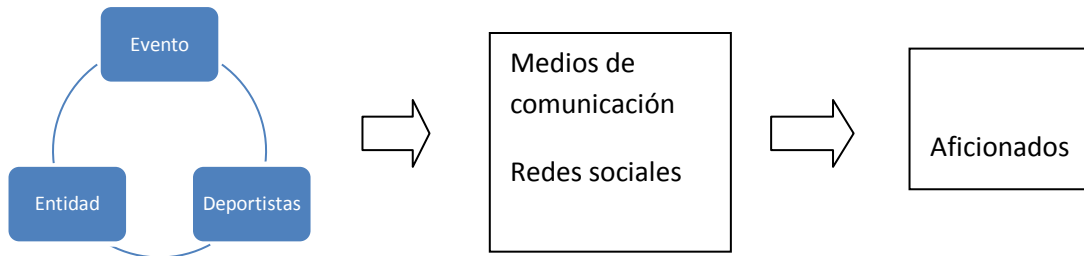 Evento
Entidad
Deportistas
Medios de
comunicación
Redes sociales
Aficionados